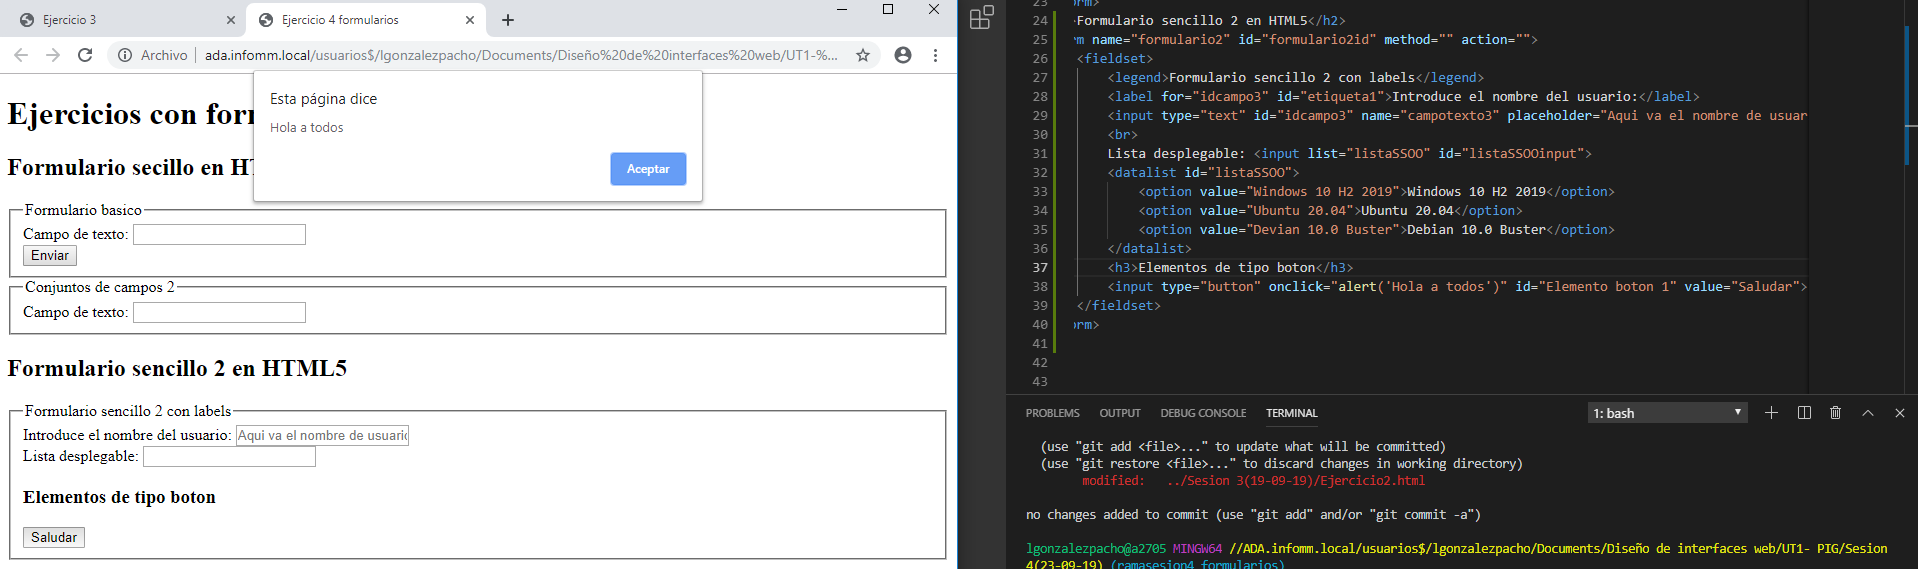 Ejercicio 3
Ejercicio 4 formularios
Archivo
ada.infomm.local/usuarios$/lgonzalezpacho/Documents/Diseño%20de%20interfaces%20web/UT1-%...
Esta página dice
Hola a todos
Aceptar
Ejercicios con for
Formulario secillo en HT
Formulario basico
Campo de texto:
Enviar
Conjuntos de campos 2
Campo de texto:
Formulario sencillo 2 en HTML5
Formulario sencillo 2 con labels
Introduce el nombre del usuario: Aqui va el nombre de usuario
Lista desplegable:
Elementos de tipo boton
Saludar
23 orm>
24 Formulario sencillo 2 en HTML5</h2>
25 rm name="formulario2" id="formulario2id" method="" action="">
26 <fieldset>
27 <legend>Formulario sencillo 2 con labels</legend>
28 <label for="idcampo3" id="etiqueta1">Introduce el nombre del usuario:</label>
29 <input type="text" id="idcampo3" name="campotexto3" placeholder="Aqui va el nombre de usuar
30 <br>
31 Lista desplegable: <input list="listaSSOO" id="listaSSOOinput">
32 <datalist id="listaSSOO">
33 <option value="Windows 10 H2 2019">Windows 10 H2 2019</option>
34 <option value="Ubuntu 20.04">Ubuntu 20.04</option>
35 <option value="Devian 10.0 Buster">Debian 10.0 Buster</option>
36 </datalist>
37 <h3>Elementos de tipo boton</h3>
38 <input type="button" onclick="alert('Hola a todos')" id="Elemento boton 1" value="Saludar">
39 </fieldset>
40 orm>
41
42
43
PROBLEMS OUTPUT DEBUG CONSOLE TERMINAL 1: bash
(use "git add <file>..." to update what will be committed)
(use "git restore <file>..." to discard changes in working directory)
modified: ../Sesion 3(19-09-19)/Ejercicio2.html
no changes added to commit (use "git add" and/or "git commit -a")
lgonzalezpacho@a2705 MINGW64 //ADA.infomm.local/usuarios$/lgonzalezpacho/Documents/Diseño de interfaces web/UT1- PIG/Sesion
4(23-09-19) (ramasesion4_formularios)